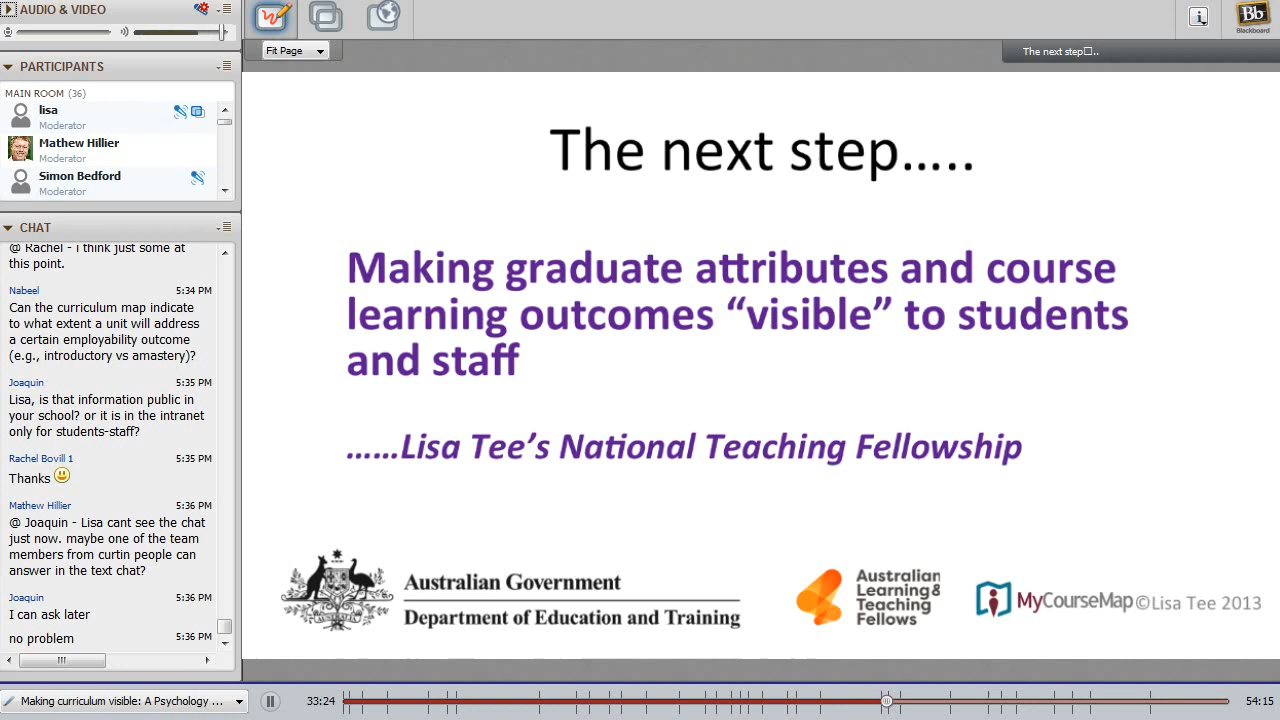 AUDIO & VIDEO
PARTICIPANTS
MAIN ROOM (36)
lisa
Moderator
Mathew Hillier
Moderator
Simon Bedford
Moderator
CHAT
@ Rachel - i think just some at
this point.
Nabeel 5:34 PM
Can the curriculum map indicate
to what extent a unit will address
a certain employability outcome
(e.g., introductory vs amastery)?
Joaquin 5:35 PM
Lisa, is that information public in
your school? or it is in the intranet
only for students-staff?
Rachel Bovill 1 5:35 PM
Thanks
Mathew Hillier 5:36 PM
@ Joaquin - Lisa cant see the chat
just now. maybe one of the team
members from curtin people can
answer in the text chat?
Joaquin 5:36 PM
I can ask later
no problem 5:36 PM
Making curriculum visible: A Psychology ...
Fit Page
The next step□..
Bb
Blackboard
The next step.....
Making graduate attributes and course
learning outcomes “visible” to students
and staff
......Lisa Tee’s National Teaching Fellowship
Australian Government
Department of Education and Training
Australian
Learning &
Teaching
Fellows
MyCourseMap ©Lisa Tee 2013
33:24
54:15